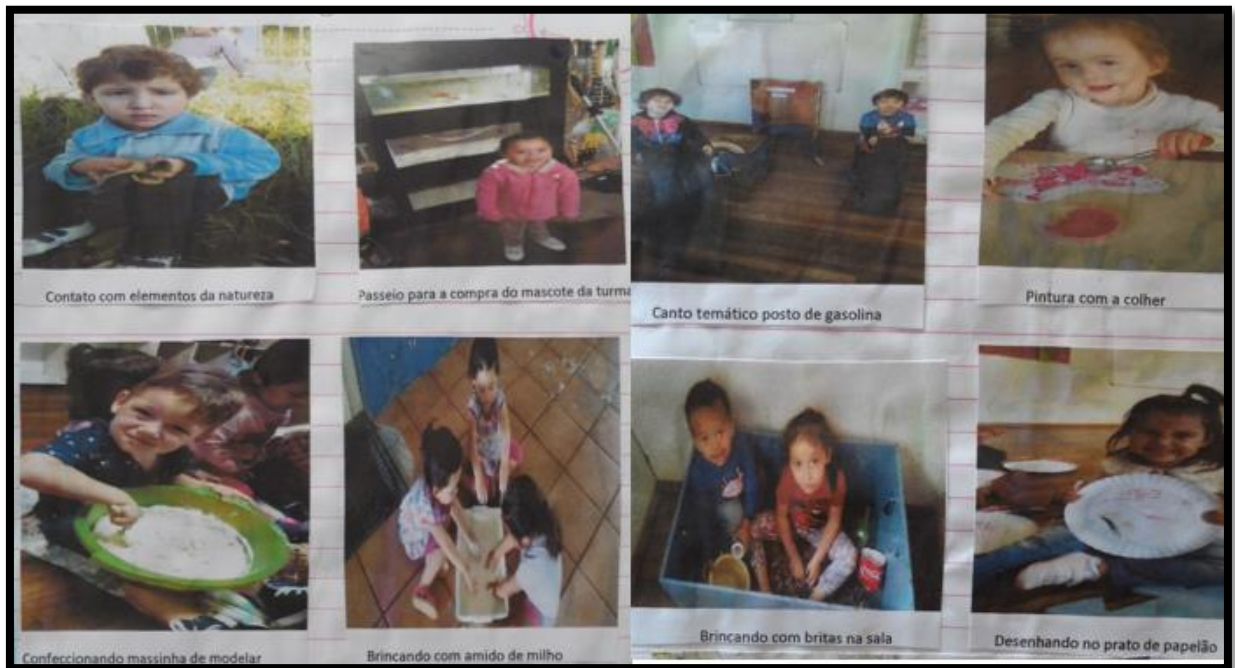 Contato com elementos da natureza
Passeio para a compra do mascote da turma
Canto temático posto de gasolina
Pintura com a colher
Confeccionando massinha de modelar
Brincando com amido de milho
Brincando com britas na sala
Desenhando no prato de papelão